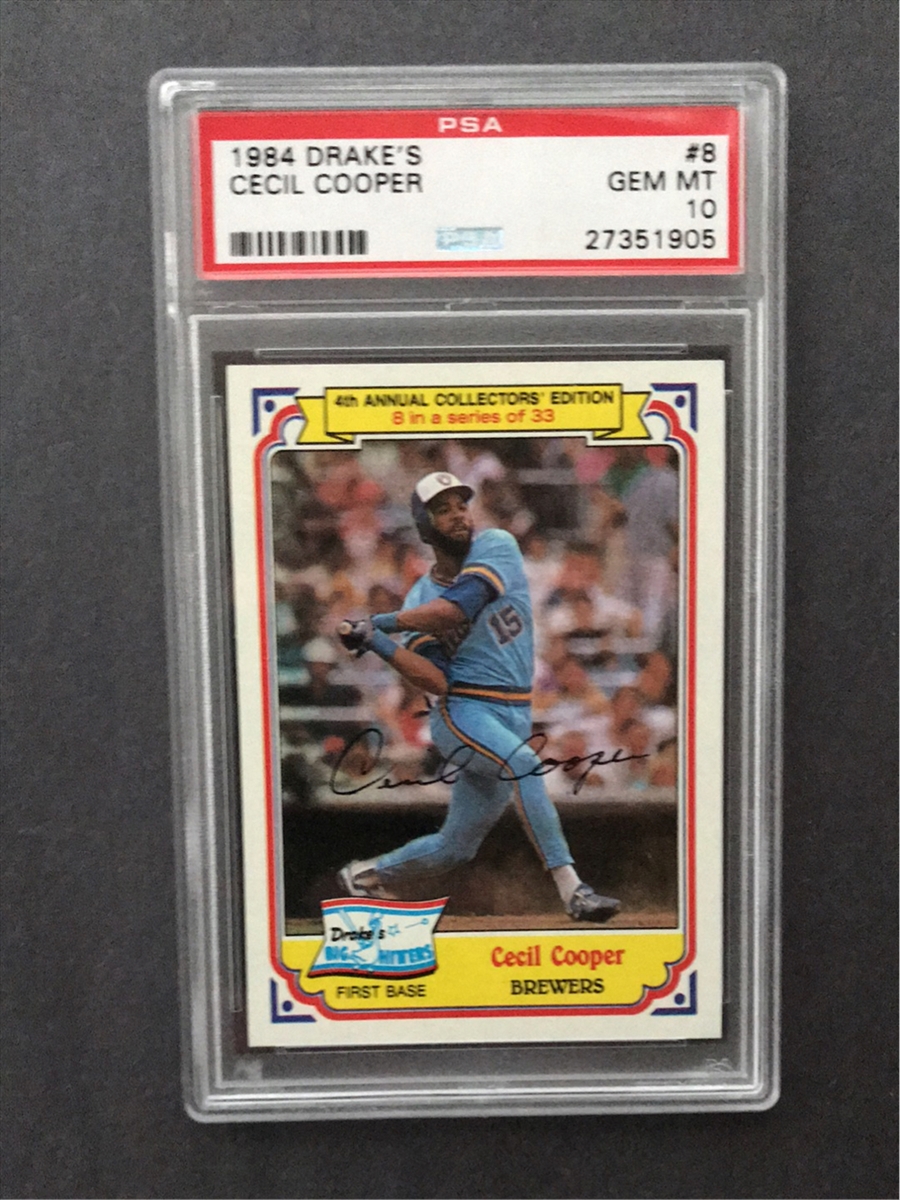 PSA
1984 DRAKE'S #8
CECIL COOPER GEM MT
10
27351905
4th ANNUAL COLLECTORS' EDITION
8 in a series of 33
15
Cecil Cooper
Drake's
BIG HITTERS
FIRST BASE
Cecil Cooper
BREWERS